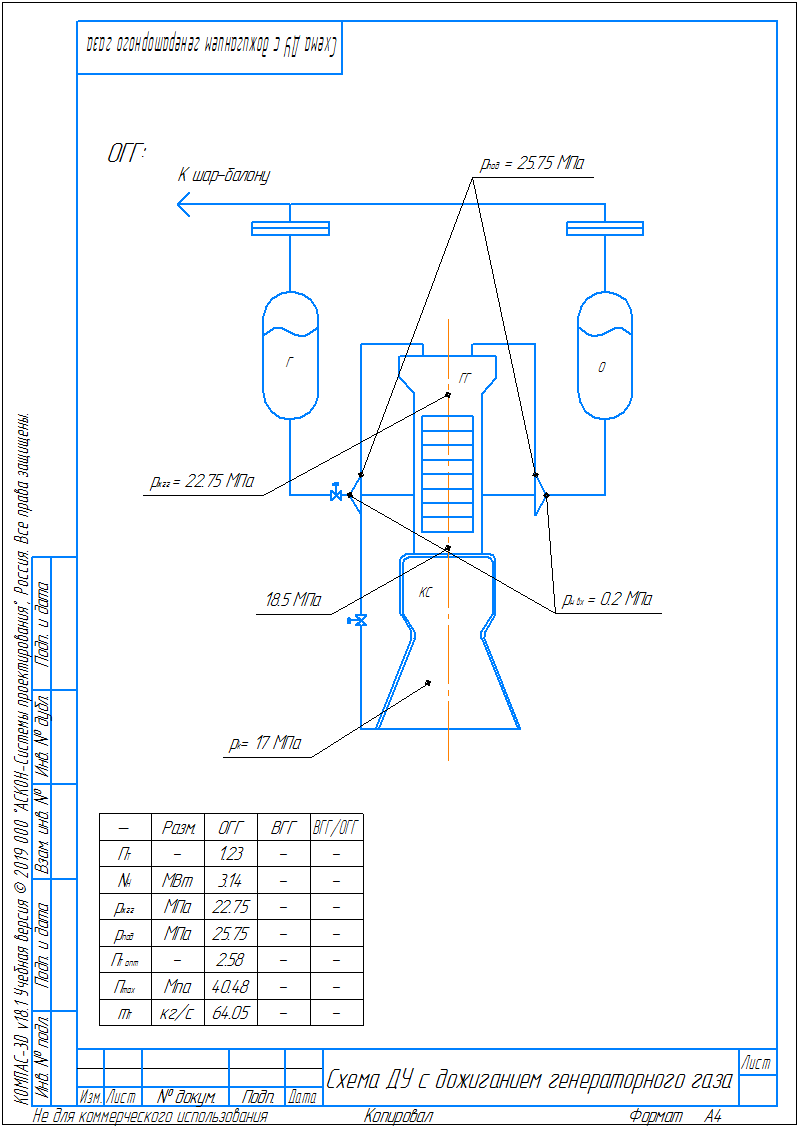 Схема ДУ с дожиганием генераторного газа
ОГГ:
К шар-балону
pпод = 25.75 МПа
Г
О
ГГ
pкгг = 22.75 МПа
18.5 МПа
КС
pн вх = 0.2 МПа
pк = 17 МПа
— Разм. ОГГ ВГГ ВГГ/ОГГ
Пт – 1.23 – –
Nн МВт 3.14 – –
pкгг МПа 22.75 – –
pпод МПа 25.75 – –
Пт опт – 2.58 – –
Пmax Мпа 40.48 – –
mт кг/с 64.05 – –
КОМПАС-3D v18.1 Учебная версия © 2019 ООО "АСКОН-Системы проектирования", Россия. Все права защищены.
Подп. и дата
Инв. № дубл.
Взам. инв. №
Подп. и дата
Инв. № подл.
Изм. Лист № докум. Подп. Дата
Схема ДУ с дожиганием генераторного газа
Лист
Не для коммерческого использования
Копировал
Формат А4